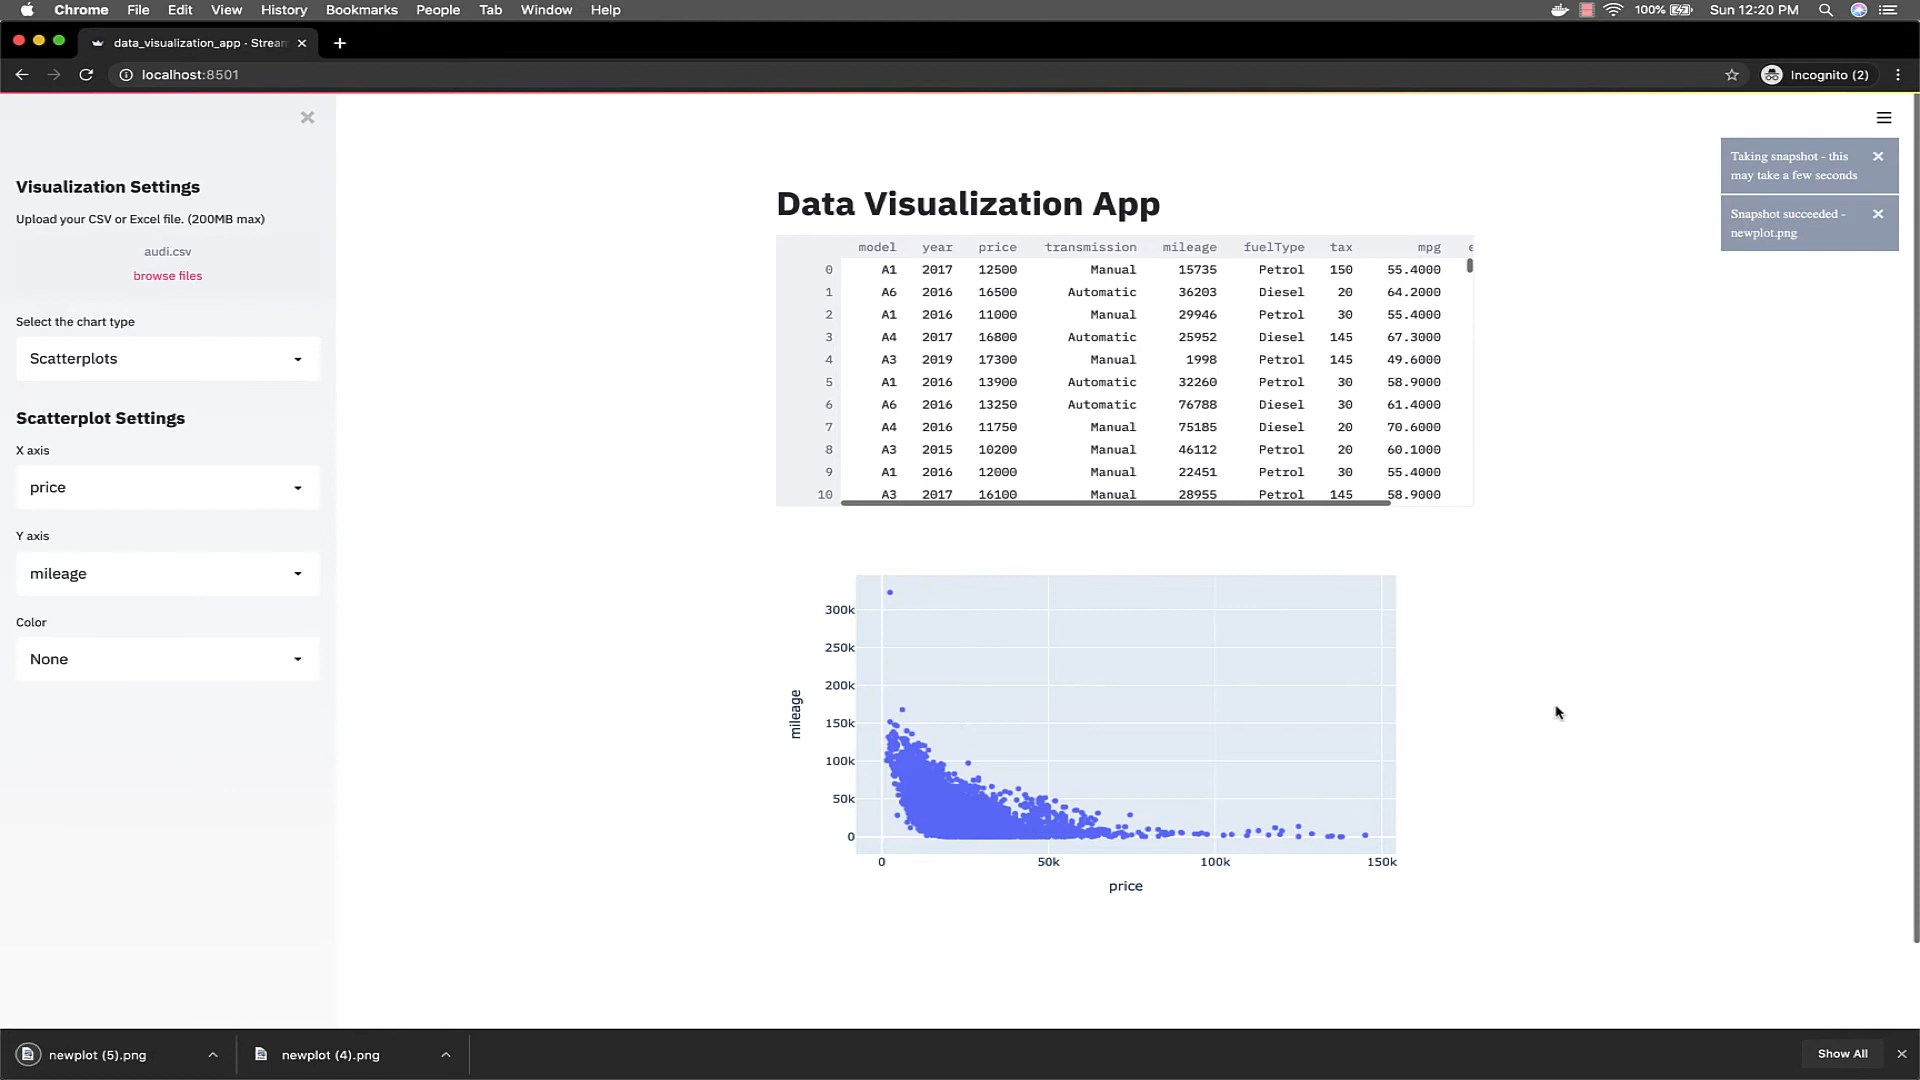 Chrome File Edit View History Bookmarks People Tab Window Help 100% Sun 12:20 PM
data_visualization_app - Stream
localhost:8501 Incognito (2)
Visualization Settings
Upload your CSV or Excel file. (200MB max)
audi.csv
browse files
Select the chart type
Scatterplots
Scatterplot Settings
X axis
price
Y axis
mileage
Color
None
Data Visualization App
model year price transmission mileage fuelType tax mpg e
0 A1 2017 12500 Manual 15735 Petrol 150 55.4000
1 A6 2016 16500 Automatic 36203 Diesel 20 64.2000
2 A1 2016 11000 Manual 29946 Petrol 30 55.4000
3 A4 2017 16800 Automatic 25952 Diesel 145 67.3000
4 A3 2019 17300 Manual 1998 Petrol 145 49.6000
5 A1 2016 13900 Automatic 32260 Petrol 30 58.9000
6 A6 2016 13250 Automatic 76788 Diesel 30 61.4000
7 A4 2016 11750 Manual 75185 Diesel 20 70.6000
8 A3 2015 10200 Manual 46112 Petrol 20 60.1000
9 A1 2016 12000 Manual 22451 Petrol 30 55.4000
10 A3 2017 16100 Manual 28955 Petrol 145 58.9000
300k
250k
200k
150k
100k
50k
0
mileage
0 50k 100k 150k
price
Taking snapshot - this
may take a few seconds
Snapshot succeeded -
newplot.png
newplot (5).png newplot (4).png Show All